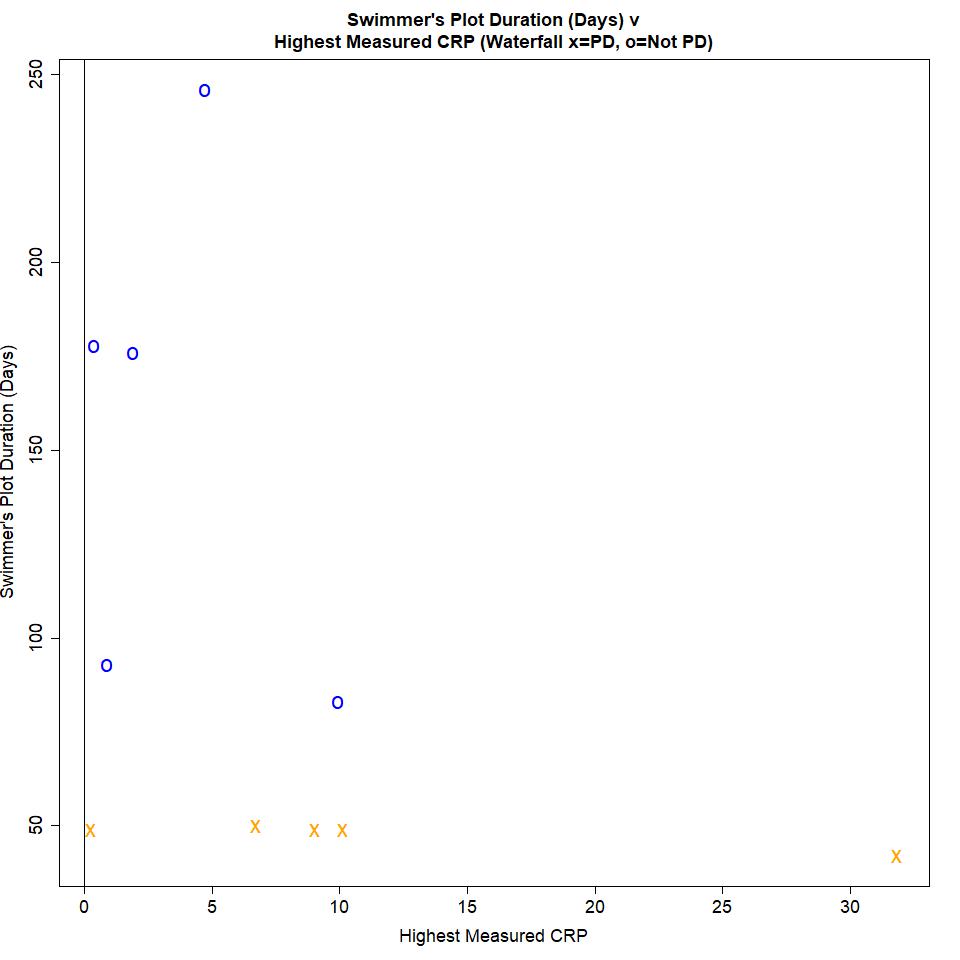 Swimmer's Plot Duration (Days) v
Highest Measured CRP (Waterfall x=PD, o=Not PD)
Swimmer's Plot Duration (Days)
250
200
150
100
50
o
o
o
o
o
x
x
x
x
x
0 5 10 15 20 25 30
Highest Measured CRP